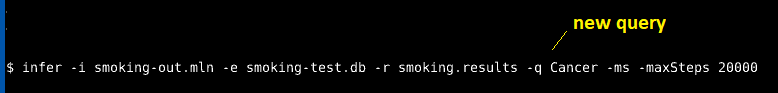 new query
$ infer -i smoking-out.mln -e smoking-test.db -r smoking.results -q Cancer -ms -maxSteps 20000